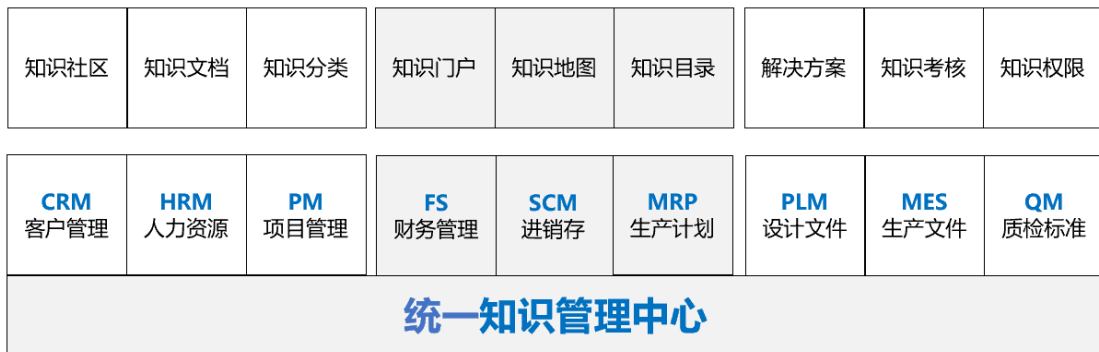 知识社区 知识文档 知识分类 知识门户 知识地图 知识目录 解决方案 知识考核 知识权限
CRM HRM PM FS SCM MRP PLM MES QM
客户管理 人力资源 项目管理 财务管理 进销存 生产计划 设计文件 生产文件 质检标准
统一知识管理中心